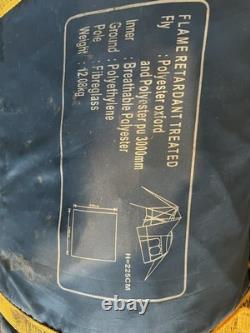 FLAME RETARDANT TREATED
Fly : Polyester oxford
and Polyester pu 3000mm
Inner : Breathable Polyester
Ground : Polyethylene
Pole : Fibreglass
Weight : 12.08kg
H=225CM